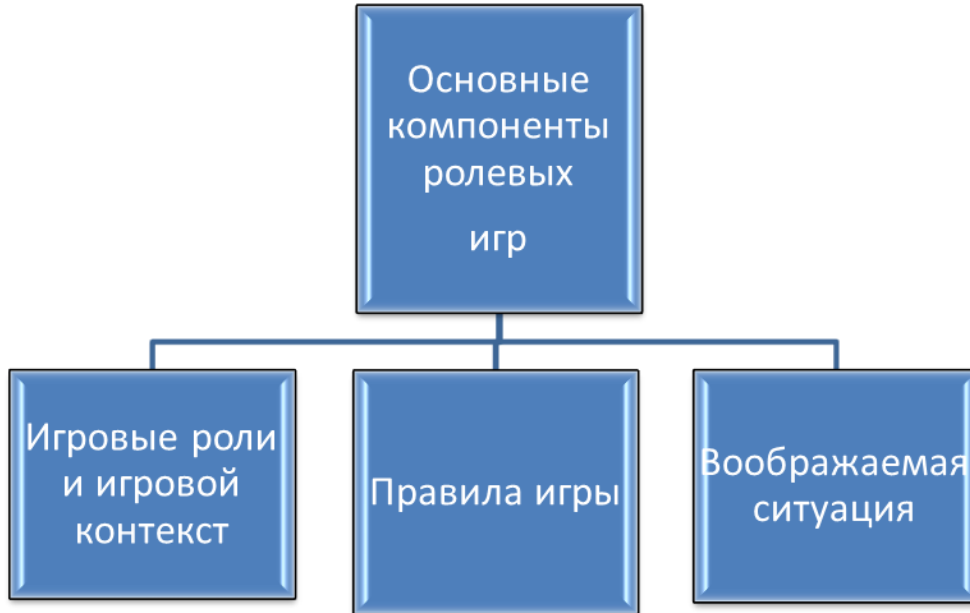 Основные
компоненты
ролевых
игр
Игровые роли
и игровой
контекст
Правила игры
Воображаемая
ситуация